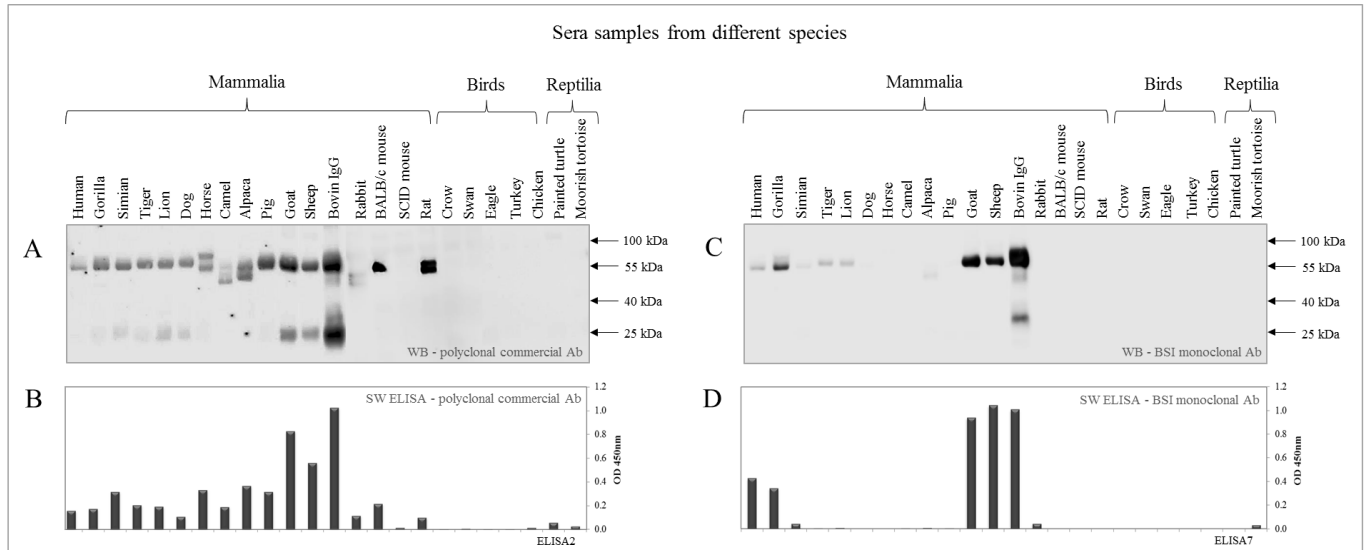 Sera samples from different species
Mammalia
Birds
Reptilia
Human
Gorilla
Simian
Tiger
Lion
Dog
Horse
Camel
Alpaca
Pig
Goat
Sheep
Bovin IgG
Rabbit
BALB/c mouse
SCID mouse
Rat
Crow
Swan
Eagle
Turkey
Chicken
Painted turtle
Moorish tortoise
A
100 kDa
55 kDa
40 kDa
25 kDa
WB - polyclonal commercial Ab
B
SW ELISA - polyclonal commercial Ab
1.2
1.0
0.8
0.6
0.4
0.2
0.0
OD 450nm
ELISA2
Mammalia
Birds
Reptilia
Human
Gorilla
Simian
Tiger
Lion
Dog
Horse
Camel
Alpaca
Pig
Goat
Sheep
Bovin IgG
Rabbit
BALB/c mouse
SCID mouse
Rat
Crow
Swan
Eagle
Turkey
Chicken
Painted turtle
Moorish tortoise
C
100 kDa
55 kDa
40 kDa
25 kDa
WB - BSI monoclonal Ab
D
SW ELISA - BSI monoclonal Ab
1.2
1.0
0.8
0.6
0.4
0.2
0.0
OD 450nm
ELISA7